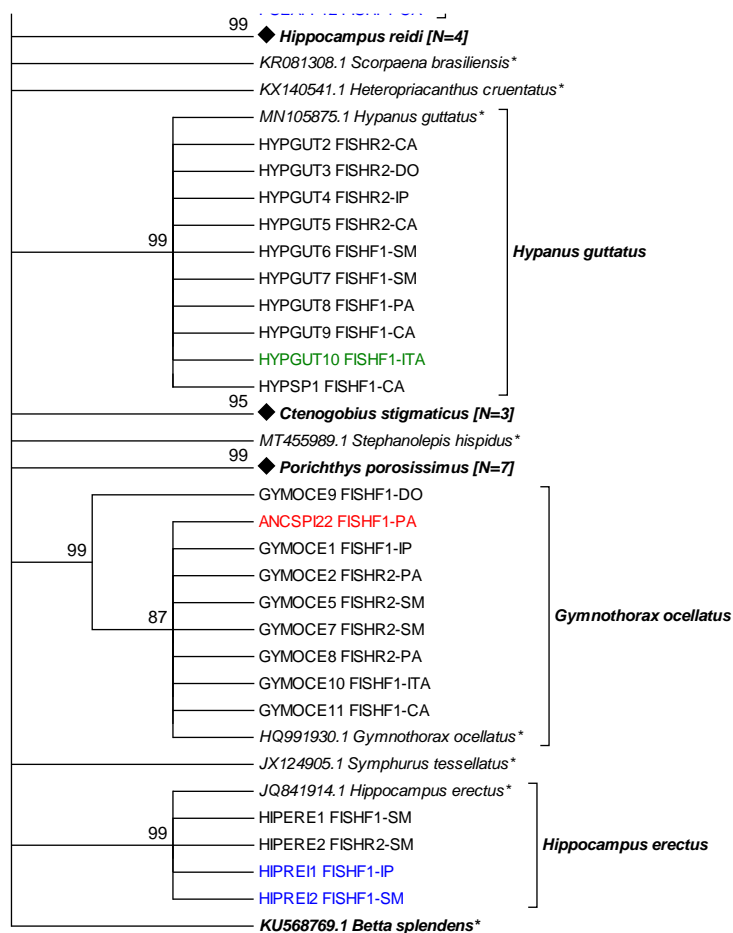 99
◆ Hippocampus reidi [N=4]
KR081308.1 Scorpaena brasiliensis*
KX140541.1 Heteropriacanthus cruentatus*
MN105875.1 Hypanus guttatus*
HYPGUT2 FISHR2-CA
HYPGUT3 FISHR2-DO
HYPGUT4 FISHR2-IP
HYPGUT5 FISHR2-CA
99
HYPGUT6 FISHF1-SM
Hypanus guttatus
HYPGUT7 FISHF1-SM
HYPGUT8 FISHF1-PA
HYPGUT9 FISHF1-CA
HYPGUT10 FISHF1-ITA
HYPSP1 FISHF1-CA
95
◆ Ctenogobius stigmaticus [N=3]
MT455989.1 Stephanolepis hispidus*
99
◆ Porichthys porosissimus [N=7]
GYMOCE9 FISHF1-DO
ANCSPI22 FISHF1-PA
99
GYMOCE1 FISHF1-IP
GYMOCE2 FISHR2-PA
GYMOCE5 FISHR2-SM
Gymnothorax ocellatus
87
GYMOCE7 FISHR2-SM
GYMOCE8 FISHR2-PA
GYMOCE10 FISHF1-ITA
GYMOCE11 FISHF1-CA
HQ991930.1 Gymnothorax ocellatus*
JX124905.1 Symphurus tessellatus*
JQ841914.1 Hippocampus erectus*
HIPERE1 FISHF1-SM
99
HIPERE2 FISHR2-SM
Hippocampus erectus
HIPREI1 FISHF1-IP
HIPREI2 FISHF1-SM
KU568769.1 Betta splendens*